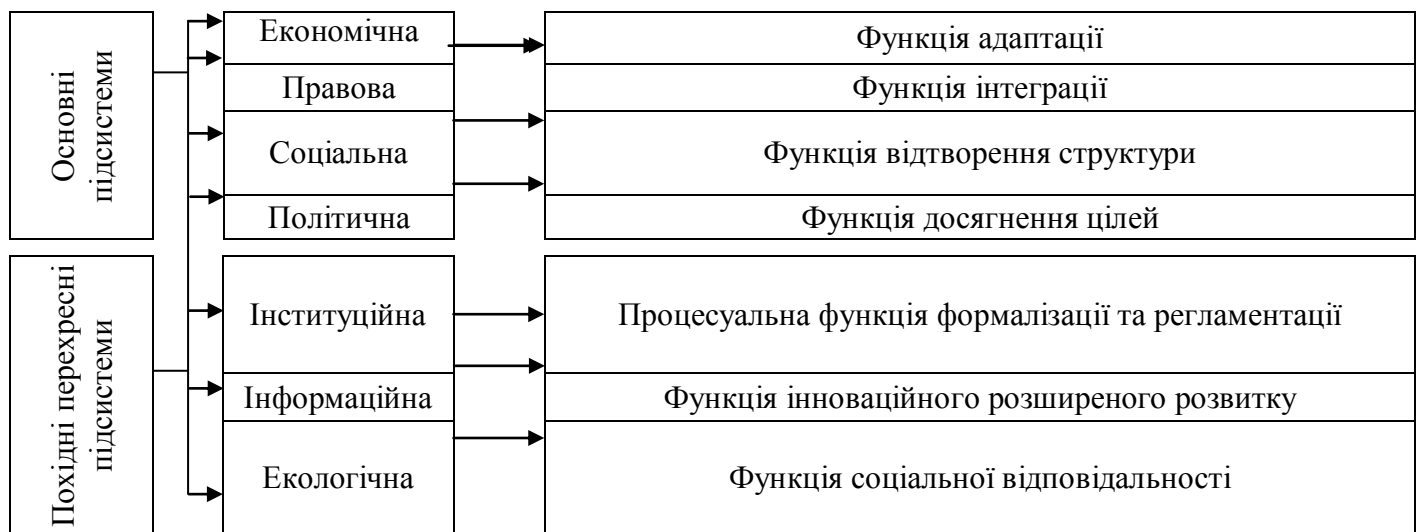 Основні
підсистеми
Економічна
Функція адаптації
Правова
Функція інтеграції
Соціальна
Функція відтворення структури
Політична
Функція досягнення цілей
Похідні перехресні
підсистеми
Інституційна
Процесуальна функція формалізації та регламентації
Інформаційна
Функція інноваційного розширеного розвитку
Екологічна
Функція соціальної відповідальності